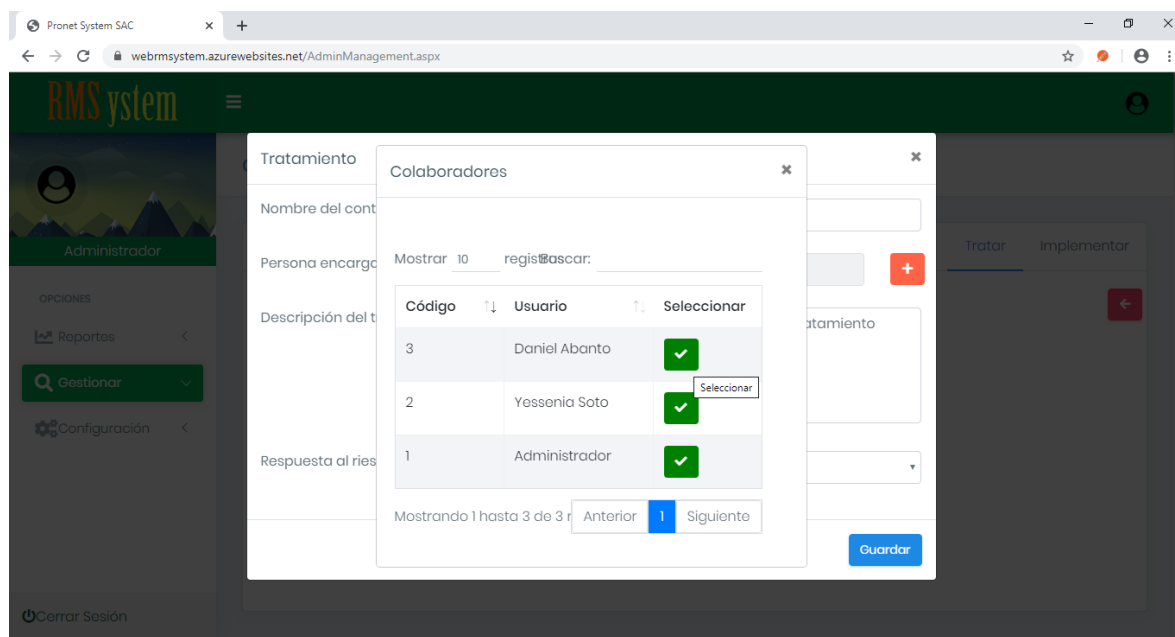 Pronet System SAC
webrmsystem.azurewebsites.net/AdminManagement.aspx
RMS ystem
Administrador
OPCIONES
Reportes
Gestionar
Configuración
Cerrar Sesión
Tratar Implementar
Tratamiento
Nombre del cont
Persona encarga
Descripción del t
atamiento
Respuesta al ries
Guardar
Colaboradores
Mostrar 10 registros Buscar:
Código Usuario Seleccionar
3 Daniel Abanto
Seleccionar
2 Yessenia Soto
1 Administrador
Mostrando 1 hasta 3 de 3 r Anterior 1 Siguiente